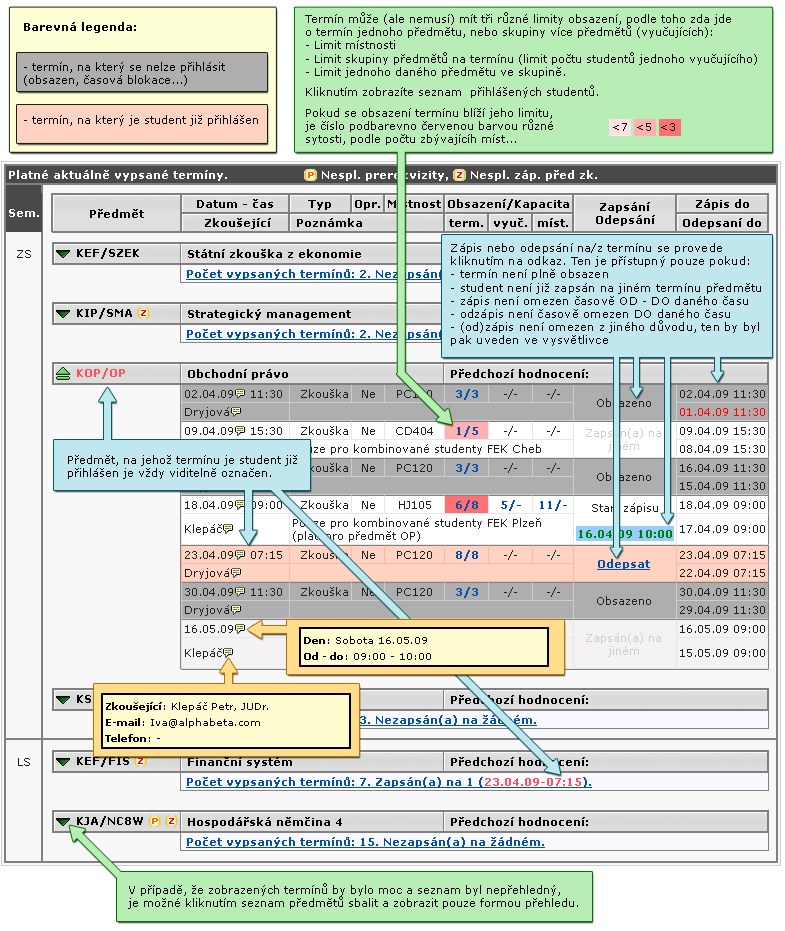 Barevná legenda:
- termín, na který se nelze přihlásit
(obsazen, časová blokace...)
- termín, na který je student již přihlášen
Termín může (ale nemusí) mít tři různé limity obsazení, podle toho zda jde
o termín jednoho předmětu, nebo skupiny více předmětů (vyučujících):
- Limit místnosti
- Limit skupiny předmětů na termínu (limit počtu studentů jednoho vyučujícího)
- Limit jednoho daného předmětu ve skupině.
Kliknutím zobrazíte seznam přihlášených studentů.
Pokud se obsazení termínu blíží jeho limitu,
je číslo podbarveno červenou barvou různé
sytosti, podle počtu zbývajících míst...
<7 <5 <3
Platné aktuálně vypsané termíny. P Nespl. prerekvizity, Z Nespl. záp. před zk.
Sem. Předmět Datum - čas Typ Opr. Místnost Obsazení/Kapacita Zapsání Zápis do
Zkoušející Poznámka term. vyuč. míst. Odepsání Odepsaní do
ZS KEF/SZEK Státní zkouška z ekonomie
Počet vypsaných termínů: 2. Nezapsán
KIP/SMA Z Strategický management
Počet vypsaných termínů: 2. Nezapsán
Zápis nebo odepsání na/z termínu se provede
kliknutím na odkaz. Ten je přístupný pouze pokud:
- termín není plně obsazen
- student není již zapsán na jiném termínu předmětu
- zápis není omezen časově OD - DO daného času
- odzápis není časově omezen DO daného času
- (od)zápis není omezen z jiného důvodu, ten by byl
pak uveden ve vysvětlivce
KOP/OP Obchodní právo Předchozí hodnocení:
02.04.09 11:30 Zkouška Ne PC120 3/3 -/- -/- Obsazeno 02.04.09 11:30
Dryjová 01.04.09 11:30
09.04.09 15:30 Zkouška Ne CD404 1/5 -/- -/- Zapsán(a) na 09.04.09 15:30
Pouze pro kombinované studenty FEK Cheb jiném 08.04.09 15:30
Zkouška Ne PC120 3/3 -/- -/- Obsazeno 16.04.09 11:30
15.04.09 11:30
Předmět, na jehož termínu je student již
přihlášen je vždy viditelně označen.
18.04.09 09:00 Zkouška Ne HJ105 6/8 5/- 11/- Start zápisu 18.04.09 09:00
Klepáč Pouze pro kombinované studenty FEK Plzeň 16.04.09 10:00 17.04.09 09:00
(platí pro předmět OP)
23.04.09 07:15 Zkouška Ne PC120 8/8 -/- -/- Odepsat 23.04.09 07:15
Dryjová 22.04.09 07:15
30.04.09 11:30 Zkouška Ne PC120 3/3 -/- -/- Obsazeno 30.04.09 11:30
Dryjová 29.04.09 11:30
16.05.09 Zapsán(a) na 16.05.09 09:00
Klepáč jiném 15.05.09 09:00
Den: Sobota 16.05.09
Od - do: 09:00 - 10:00
KS Předchozí hodnocení:
3. Nezapsán(a) na žádném.
Zkoušející: Klepáč Petr, JUDr.
E-mail: Iva@alphabeta.com
Telefon: -
LS KEF/FIS Z Finanční systém Předchozí hodnocení:
Počet vypsaných termínů: 7. Zapsán(a) na 1 (23.04.09-07:15).
KJA/NC8W P Z Hospodářská němčina 4 Předchozí hodnocení:
Počet vypsaných termínů: 15. Nezapsán(a) na žádném.
V případě, že zobrazených termínů by bylo moc a seznam byl nepřehledný,
je možné kliknutím seznam předmětů sbalit a zobrazit pouze formou přehledu.